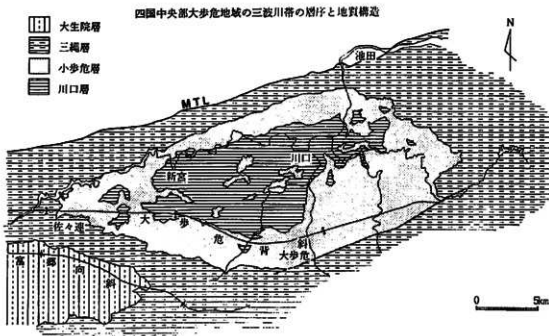 四国中央部大歩危地域の三波川帯の層序と地質構造
大生院層
三縄層
小歩危層
川口層
N
池田
MTL
川口
新宮
佐々連
大歩危背斜
大歩危
富郷向斜
0 5km